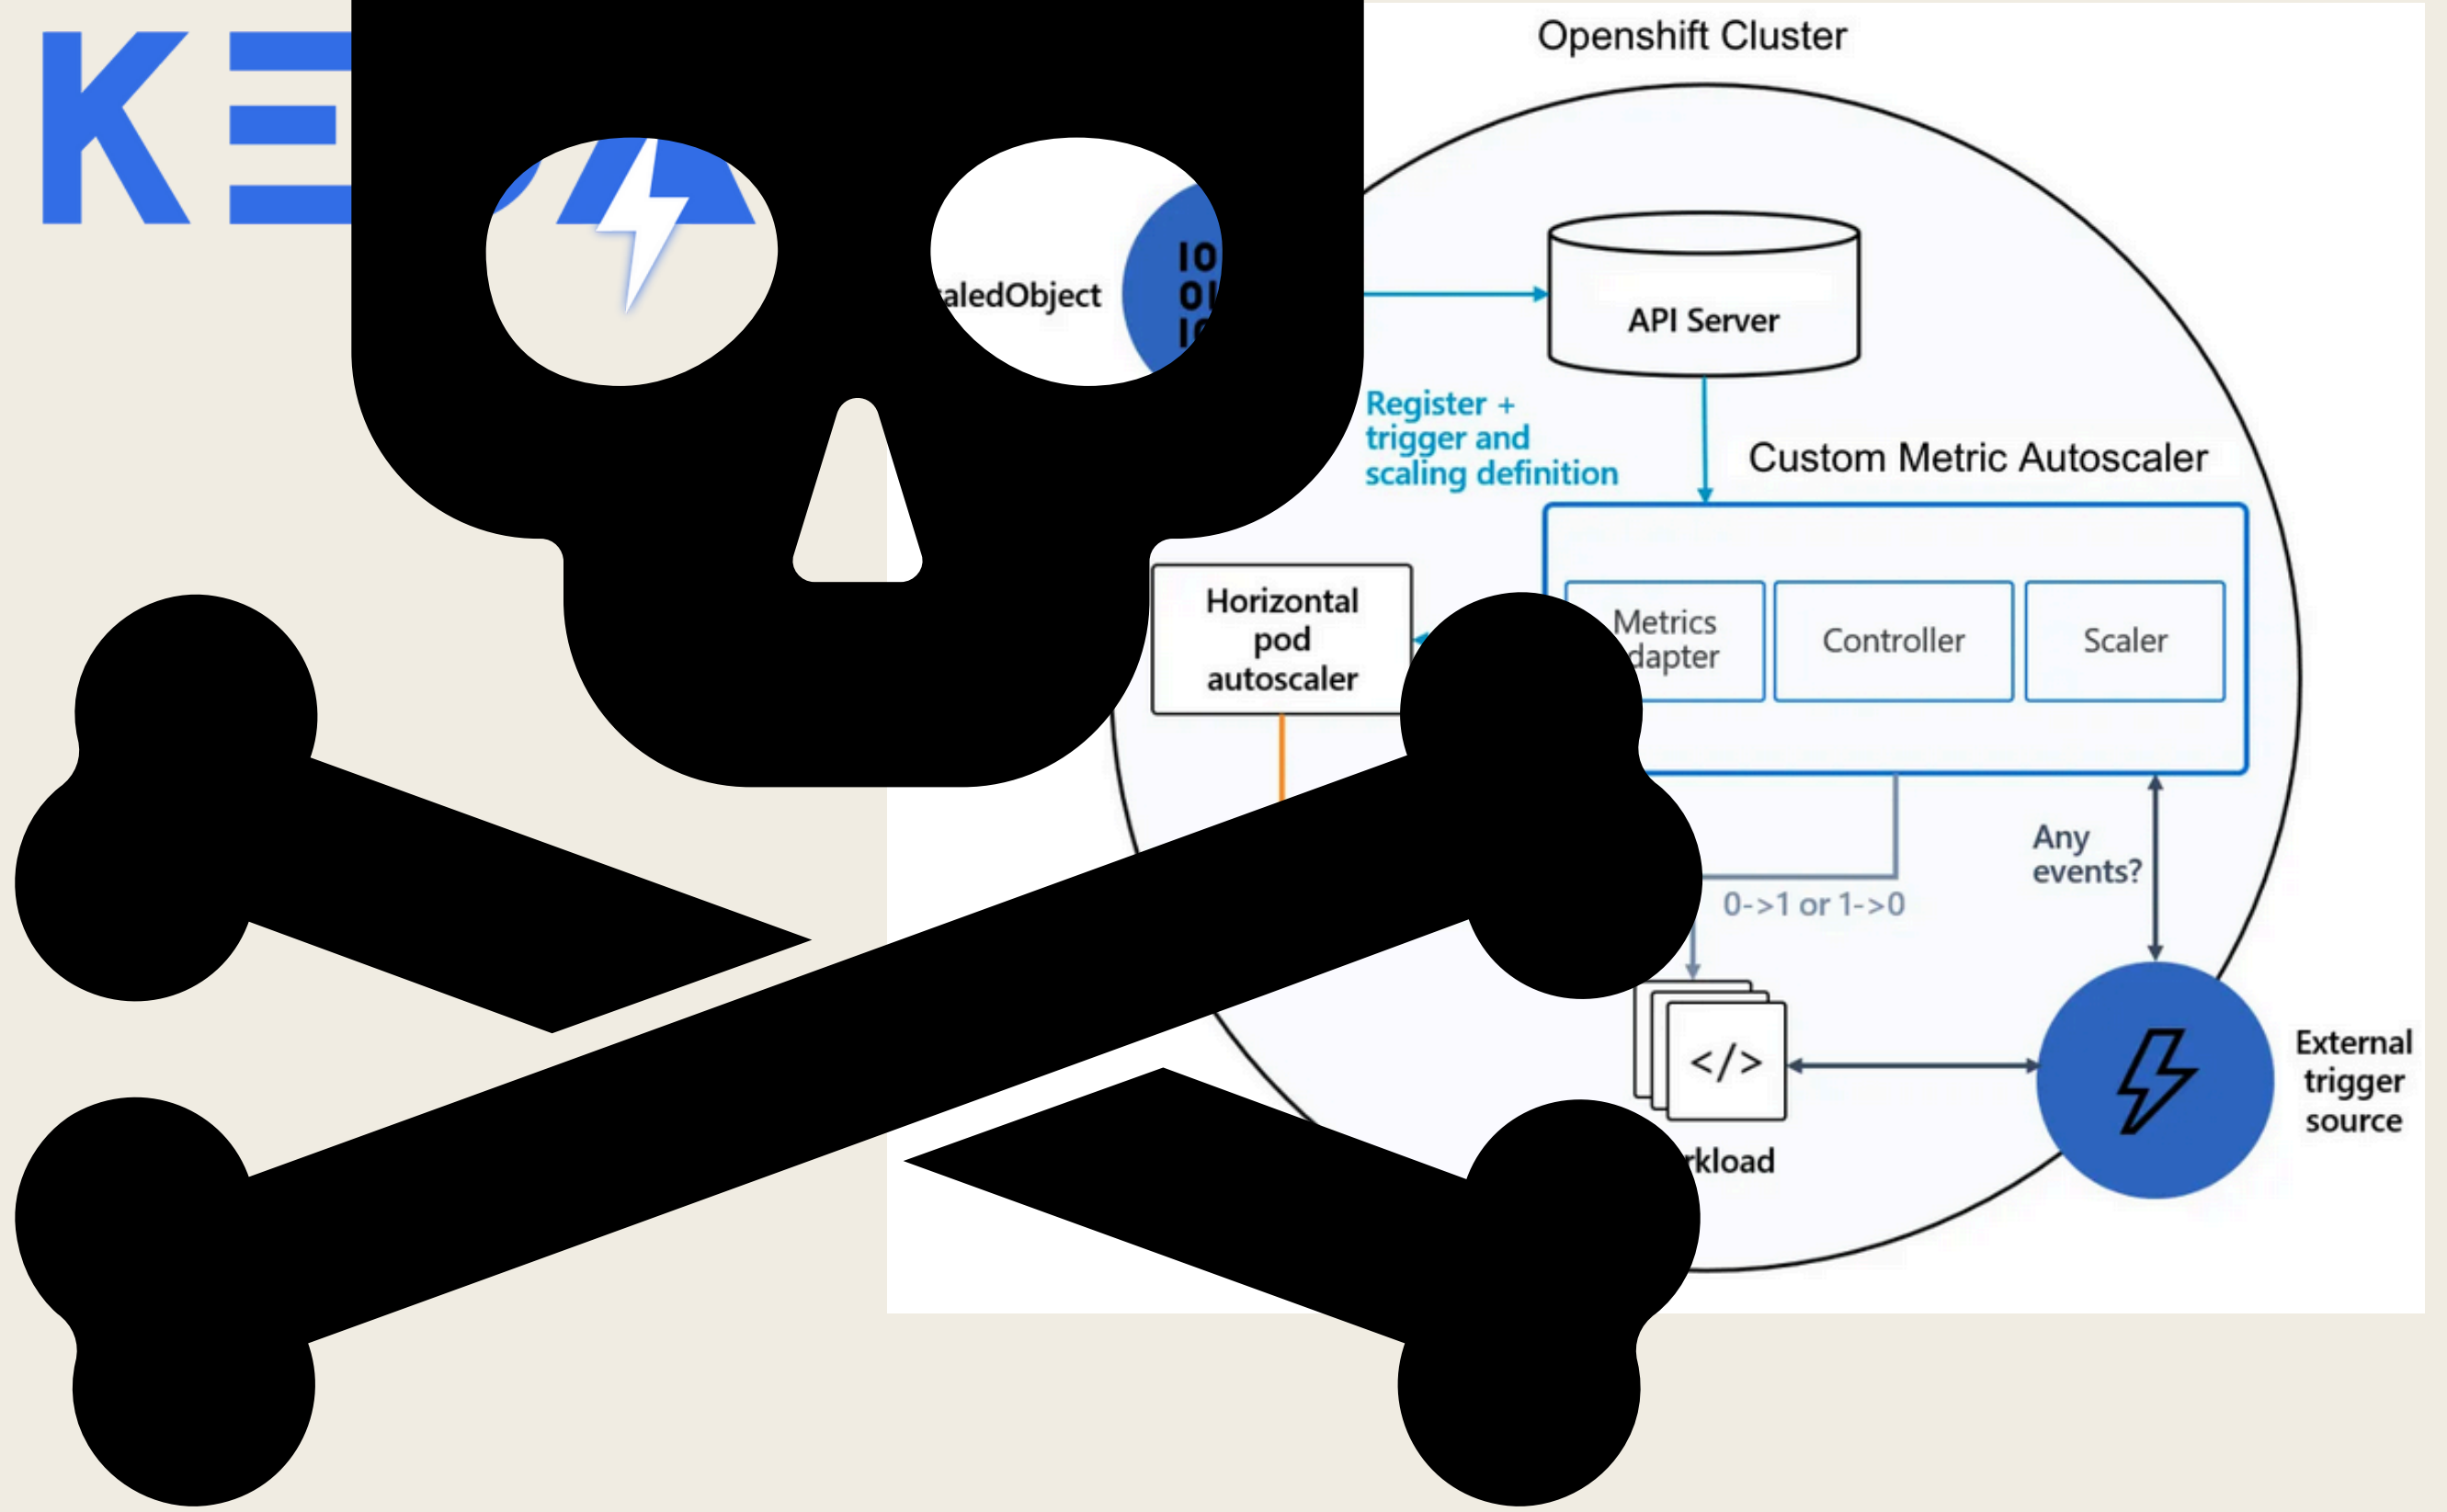 KE
Openshift Cluster
aledObject
API Server
Register +
trigger and
scaling definition
Custom Metric Autoscaler
Horizontal
pod
autoscaler
Metrics
dapter
Controller
Scaler
Any
events?
0->1 or 1->0
</>
External
trigger
source
rkload